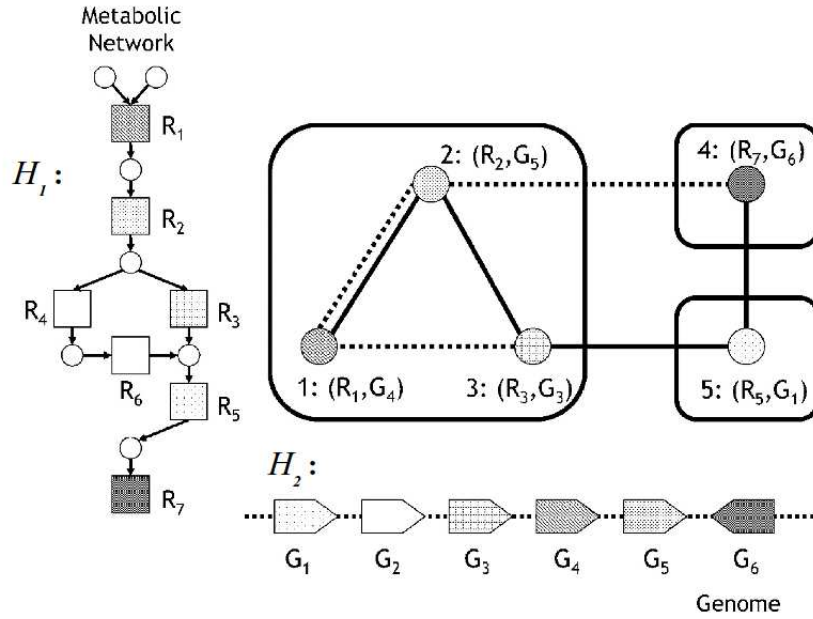 Metabolic
Network
R₁
H₁:
2: (R₂,G₅)
4: (R₇,G₆)
R₂
R₄
R₃
R₆
1: (R₁,G₄)
3: (R₃,G₃)
5: (R₅,G₁)
R₅
H₂:
R₇
G₁
G₂
G₃
G₄
G₅
G₆
Genome